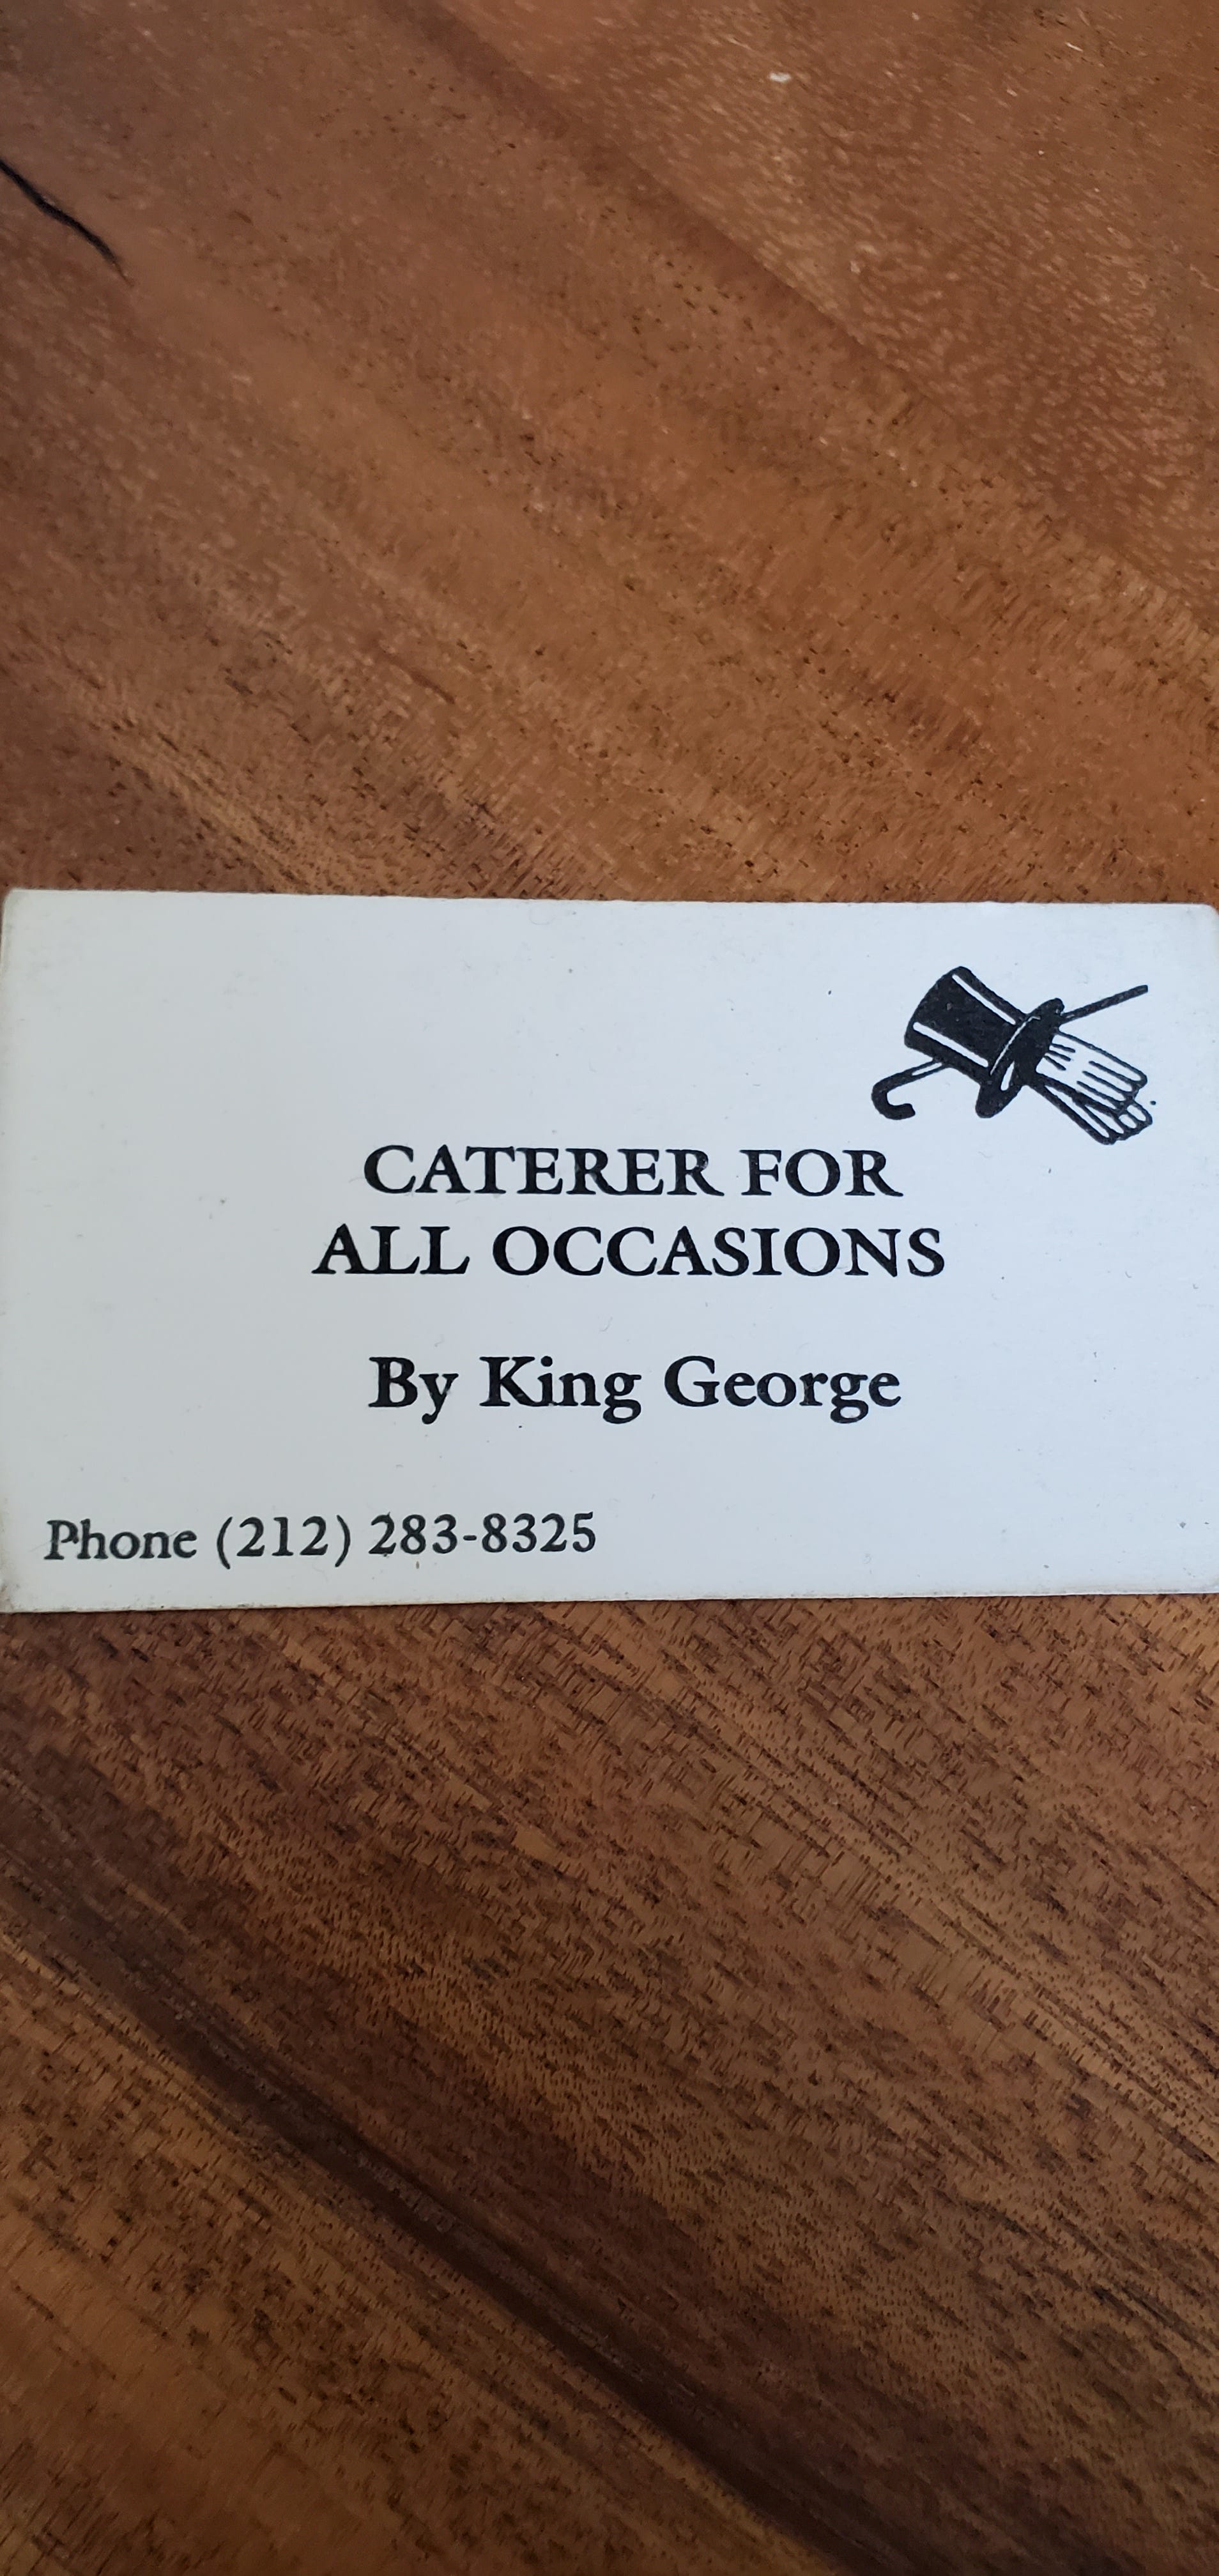 CATERER FOR
ALL OCCASIONS
By King George
Phone (212) 283-8325